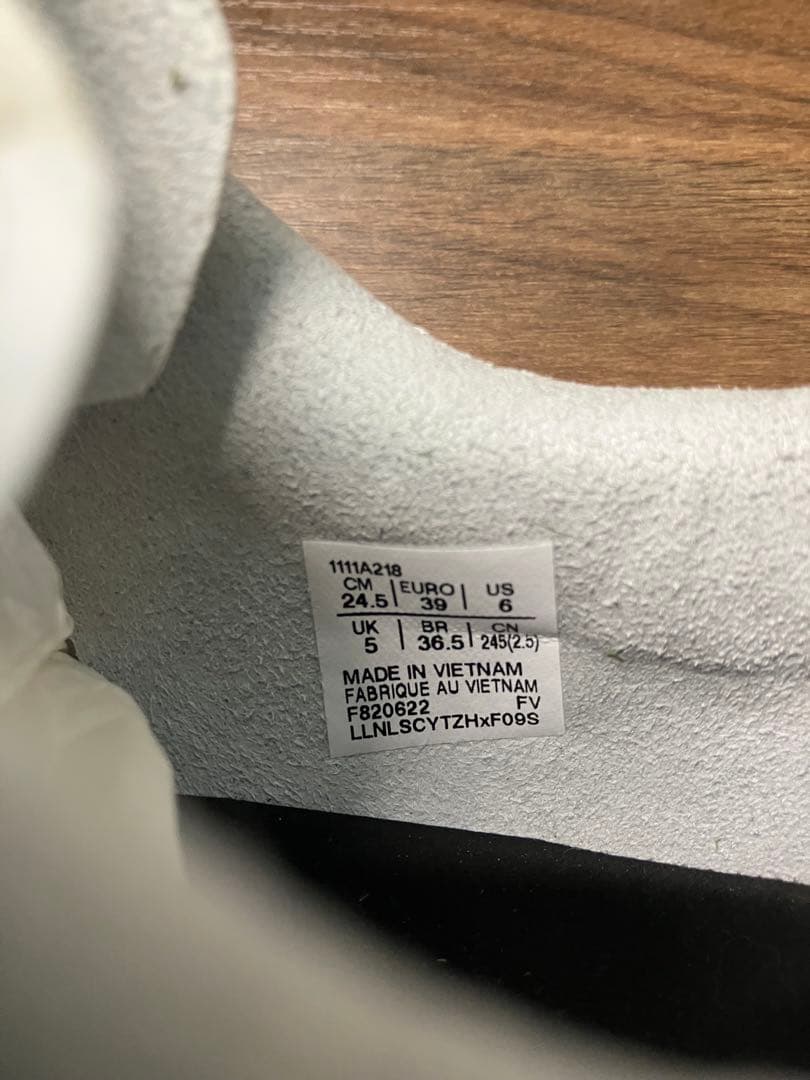 1111A218
CM | EURO | US
24.5 | 39 | 6
UK | BR | CN
5 | 36.5 | 245(2.5)
MADE IN VIETNAM
FABRIQUE AU VIETNAM
F820622 FV
LLNLSCYTZHxF09S